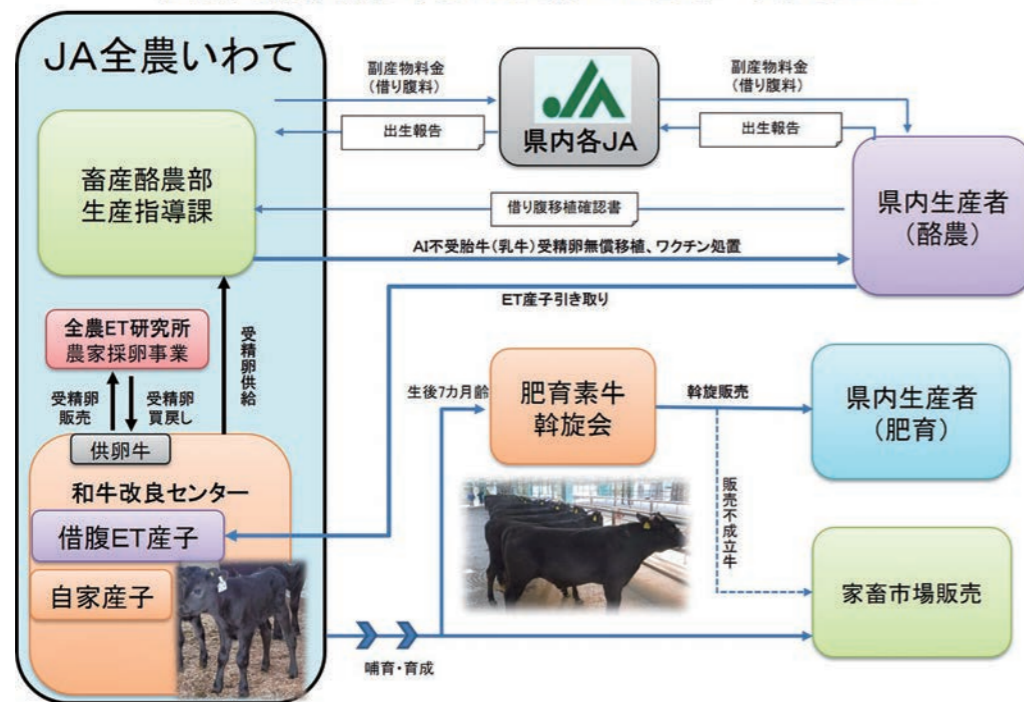 JA全農いわて
畜産酪農部
生産指導課
全農ET研究所
農家採卵事業
受精卵
販売
受精卵
買戻し
受精卵供給
供卵牛
和牛改良センター
借腹ET産子
自家産子
副産物料金
(借り腹料)
出生報告
JA
県内各JA
副産物料金
(借り腹料)
出生報告
県内生産者
(酪農)
借り腹移植確認書
AI不受胎牛(乳牛)受精卵無償移植、ワクチン処置
ET産子引き取り
生後7カ月齢
肥育素牛
斡旋会
斡旋販売
県内生産者
(肥育)
販売不成立牛
家畜市場販売
哺育・育成